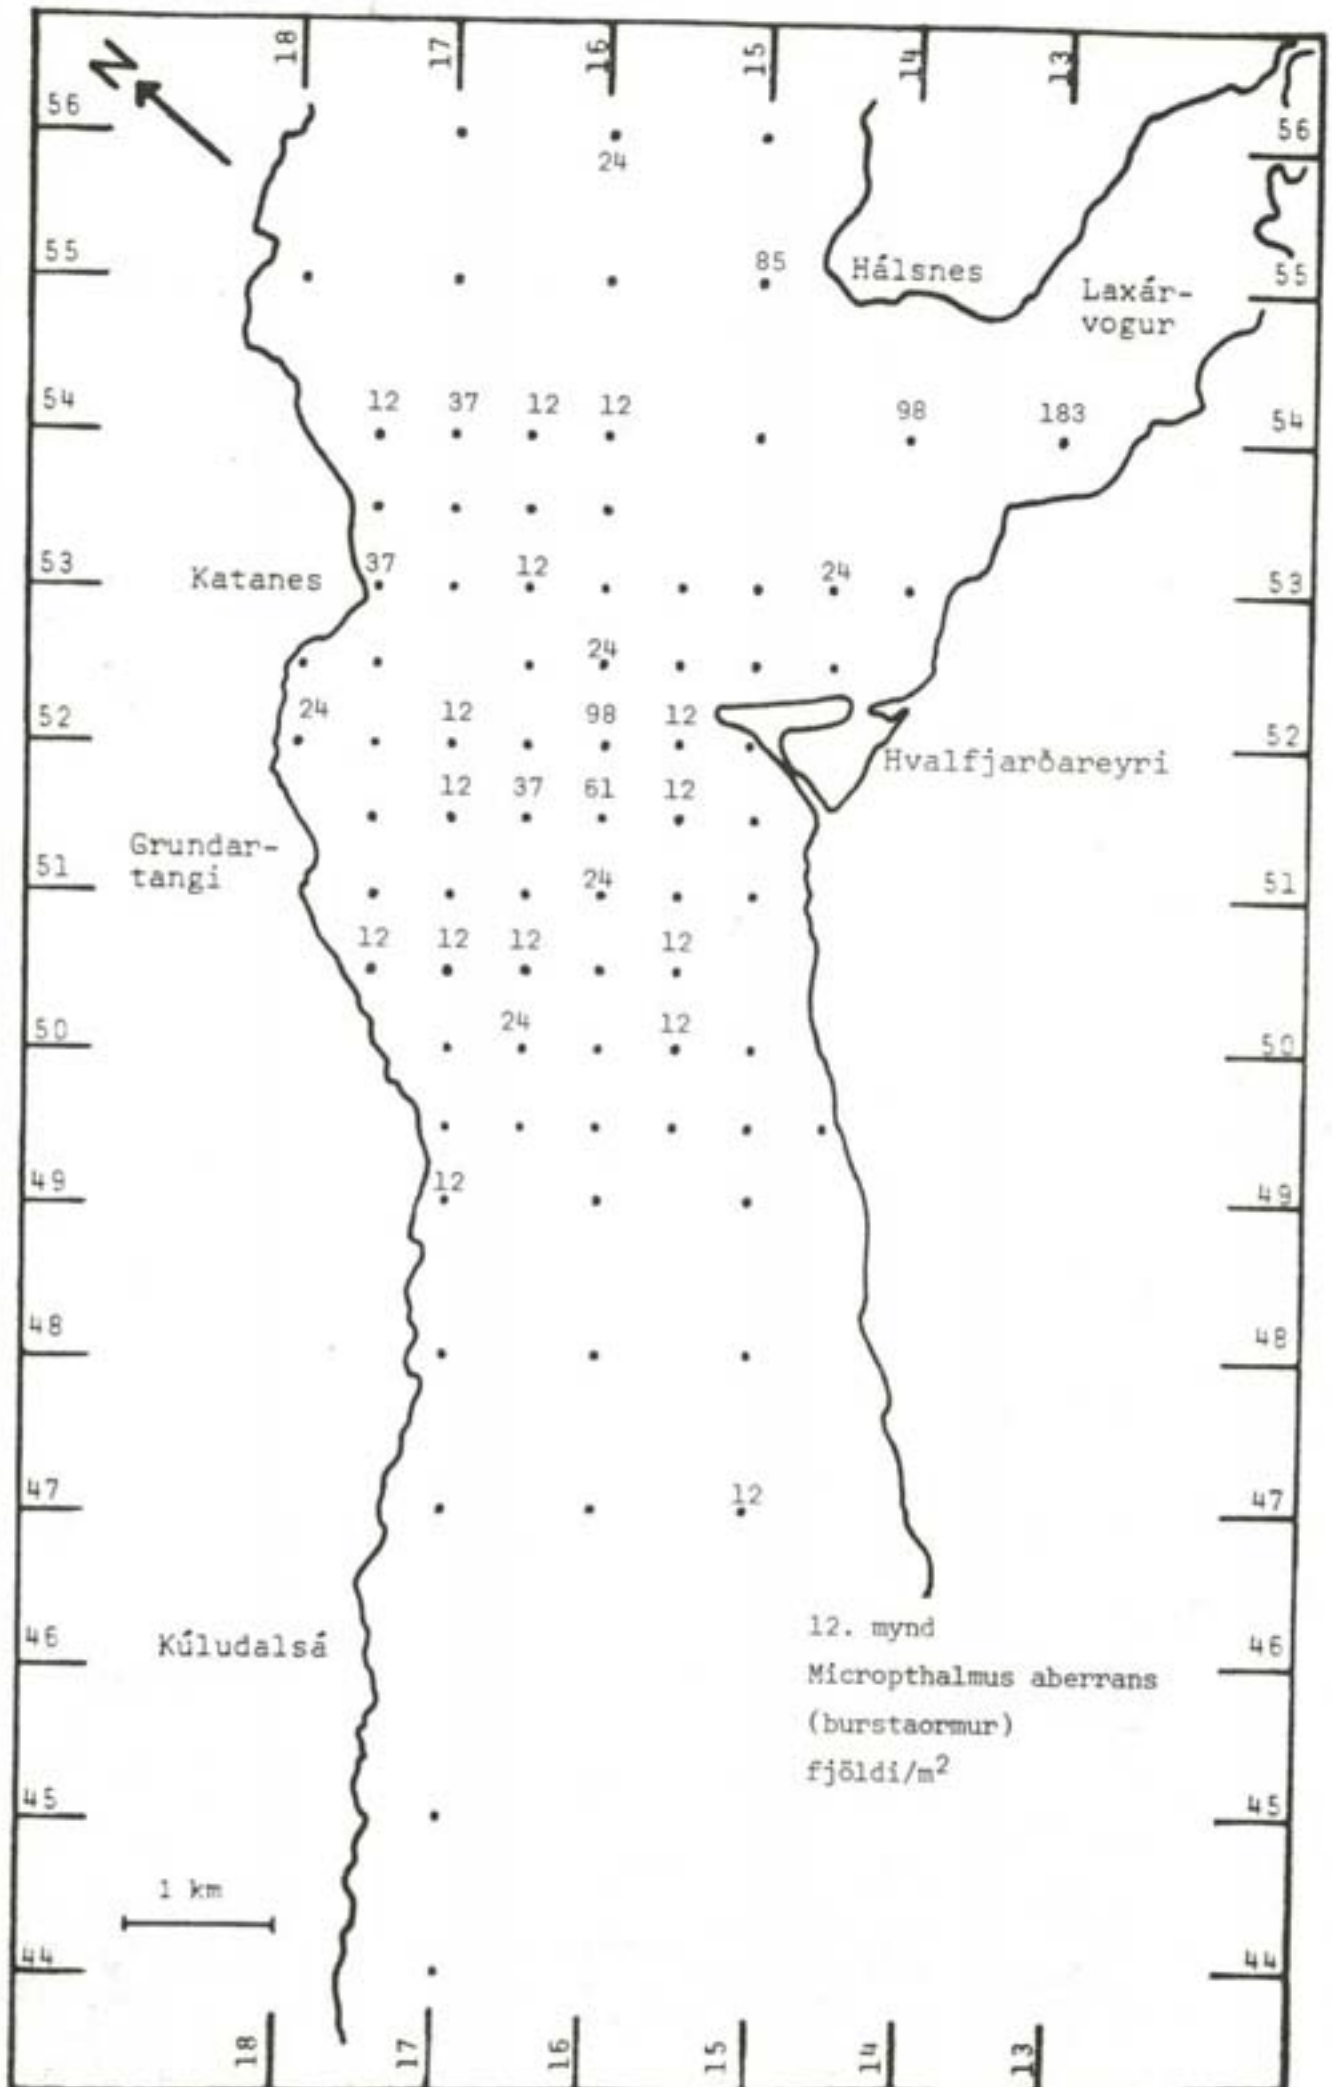 18 17 16 15 14 13
N
56 56
24
85
55 Hálsnes 55
Laxár-
vogur
54 12 37 12 12 98 183 54
53 37 12 24 53
Katanes
24
52 24 12 98 12 52
Hvalfjarðareyri
12 37 61 12
Grundar-
tangi
51 24 51
12 12 12 12
50 24 12 50
49 12 49
48 48
47 12 47
12. mynd
46 Kúludalsá 46
Micropthalmus aberrans
(burstaormur)
fjöldi/m²
45 45
1 km
44 44
18 17 16 15 14 13